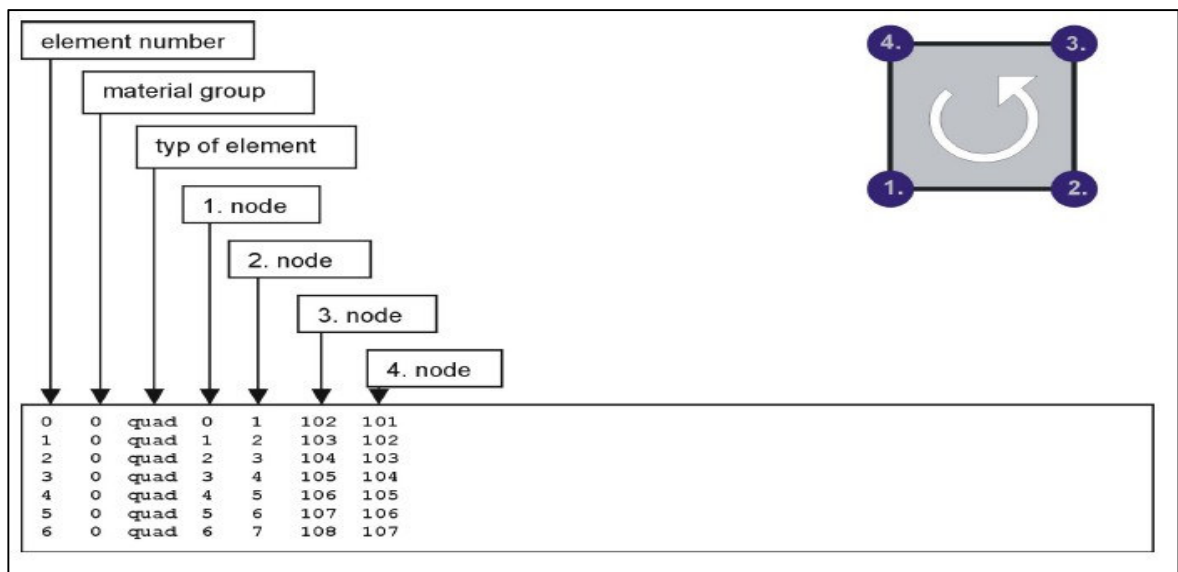 element number
material group
typ of element
1. node
2. node
3. node
4. node
4. 3.
1. 2.
0 0 quad 0 1 102 101
1 0 quad 1 2 103 102
2 0 quad 2 3 104 103
3 0 quad 3 4 105 104
4 0 quad 4 5 106 105
5 0 quad 5 6 107 106
6 0 quad 6 7 108 107